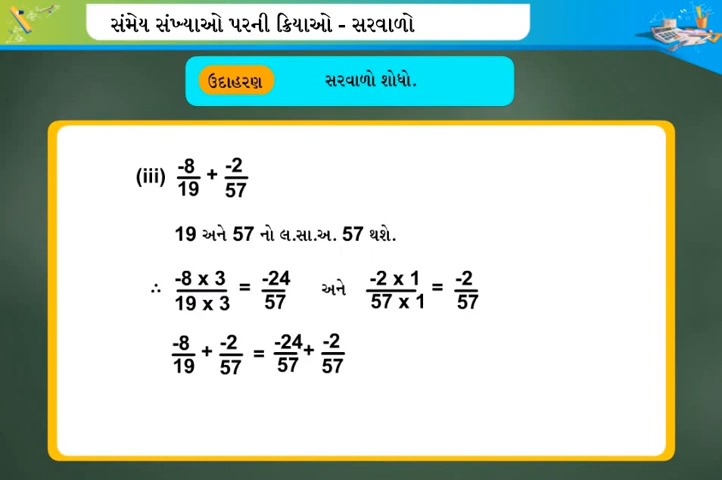 સંમેય સંખ્યાઓ પરની ક્રિયાઓ - સરવાળો
ઉદાહરણ સરવાળો શોધો.
(iii) -8/19 + -2/57
19 અને 57 નો લ.સા.અ. 57 થશે.
∴ -8 x 3/19 x 3 = -24/57 અને -2 x 1/57 x 1 = -2/57
-8/19 + -2/57 = -24/57 + -2/57